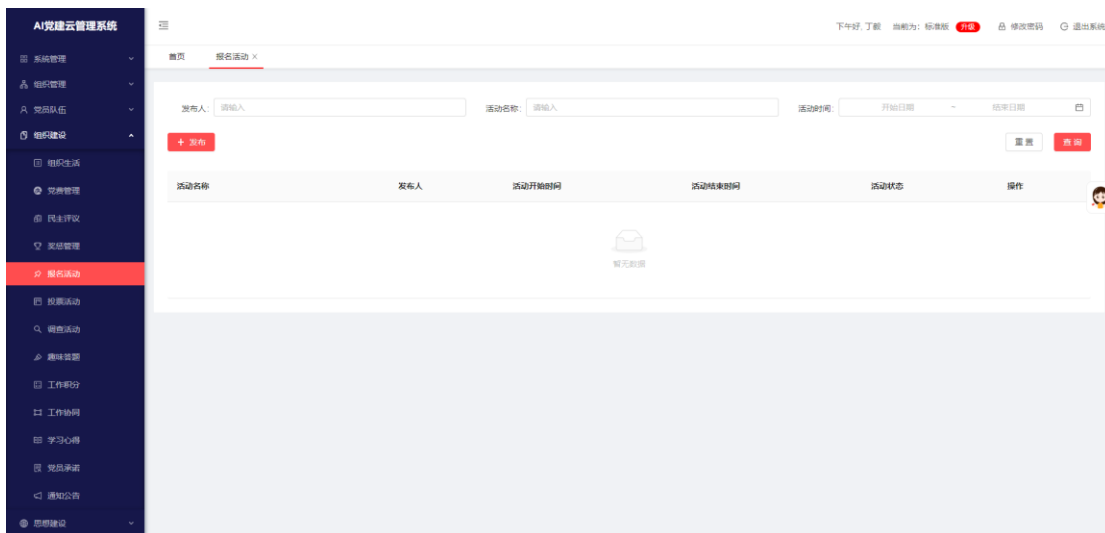 AI党建云管理系统
下午好, 丁毅 当前为: 标准版 升级 修改密码 退出系统
系统管理
首页 报名活动 ×
组织管理
党员队伍
发布人: 请输入 活动名称: 请输入 活动时间: 开始日期 ~ 结束日期
组织建设
+ 发布 重置 查询
组织生活
党费管理
活动名称 发布人 活动开始时间 活动结束时间 活动状态 操作
民主评议
奖惩管理
暂无数据
报名活动
投票活动
调查活动
趣味答题
工作积分
工作协同
学习心得
党员承诺
通知公告
思想建设